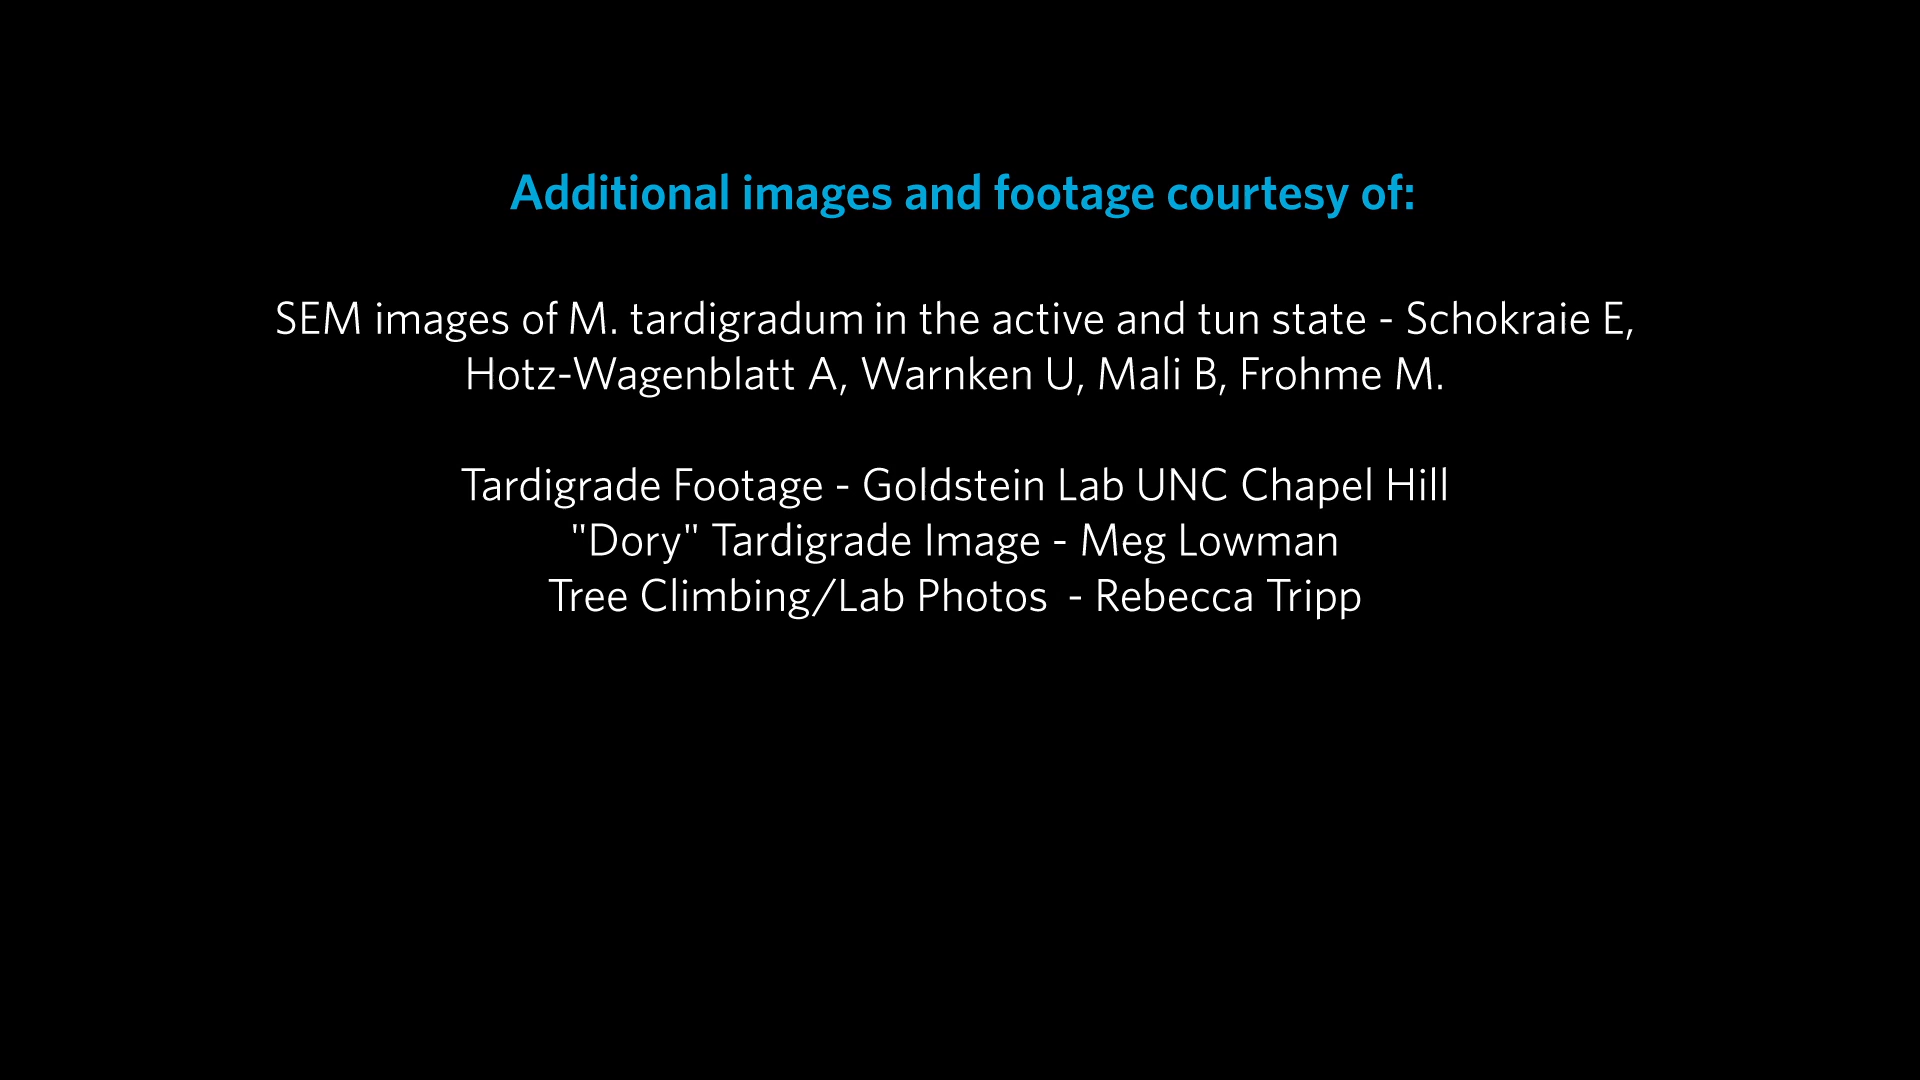 Additional images and footage courtesy of:
SEM images of M. tardigradum in the active and tun state - Schokraie E,
Hotz-Wagenblatt A, Warnken U, Mali B, Frohme M.
Tardigrade Footage - Goldstein Lab UNC Chapel Hill
"Dory" Tardigrade Image - Meg Lowman
Tree Climbing/Lab Photos  - Rebecca Tripp